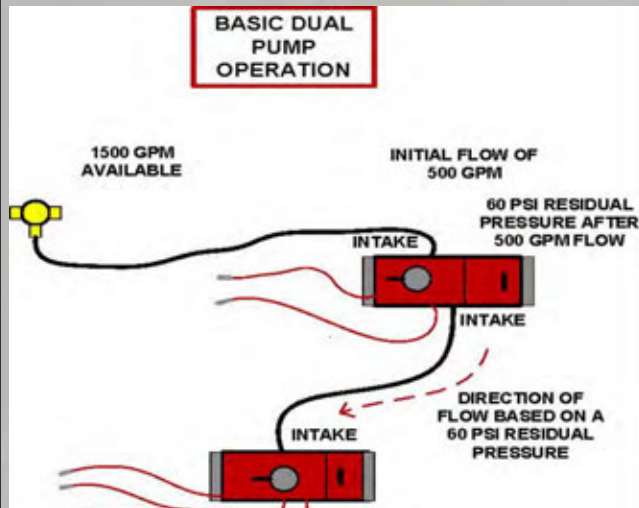 BASIC DUAL
PUMP
OPERATION
1500 GPM
AVAILABLE
INITIAL FLOW OF
500 GPM
60 PSI RESIDUAL
PRESSURE AFTER
500 GPM FLOW
INTAKE
INTAKE
DIRECTION OF
FLOW BASED ON A
60 PSI RESIDUAL
PRESSURE
INTAKE